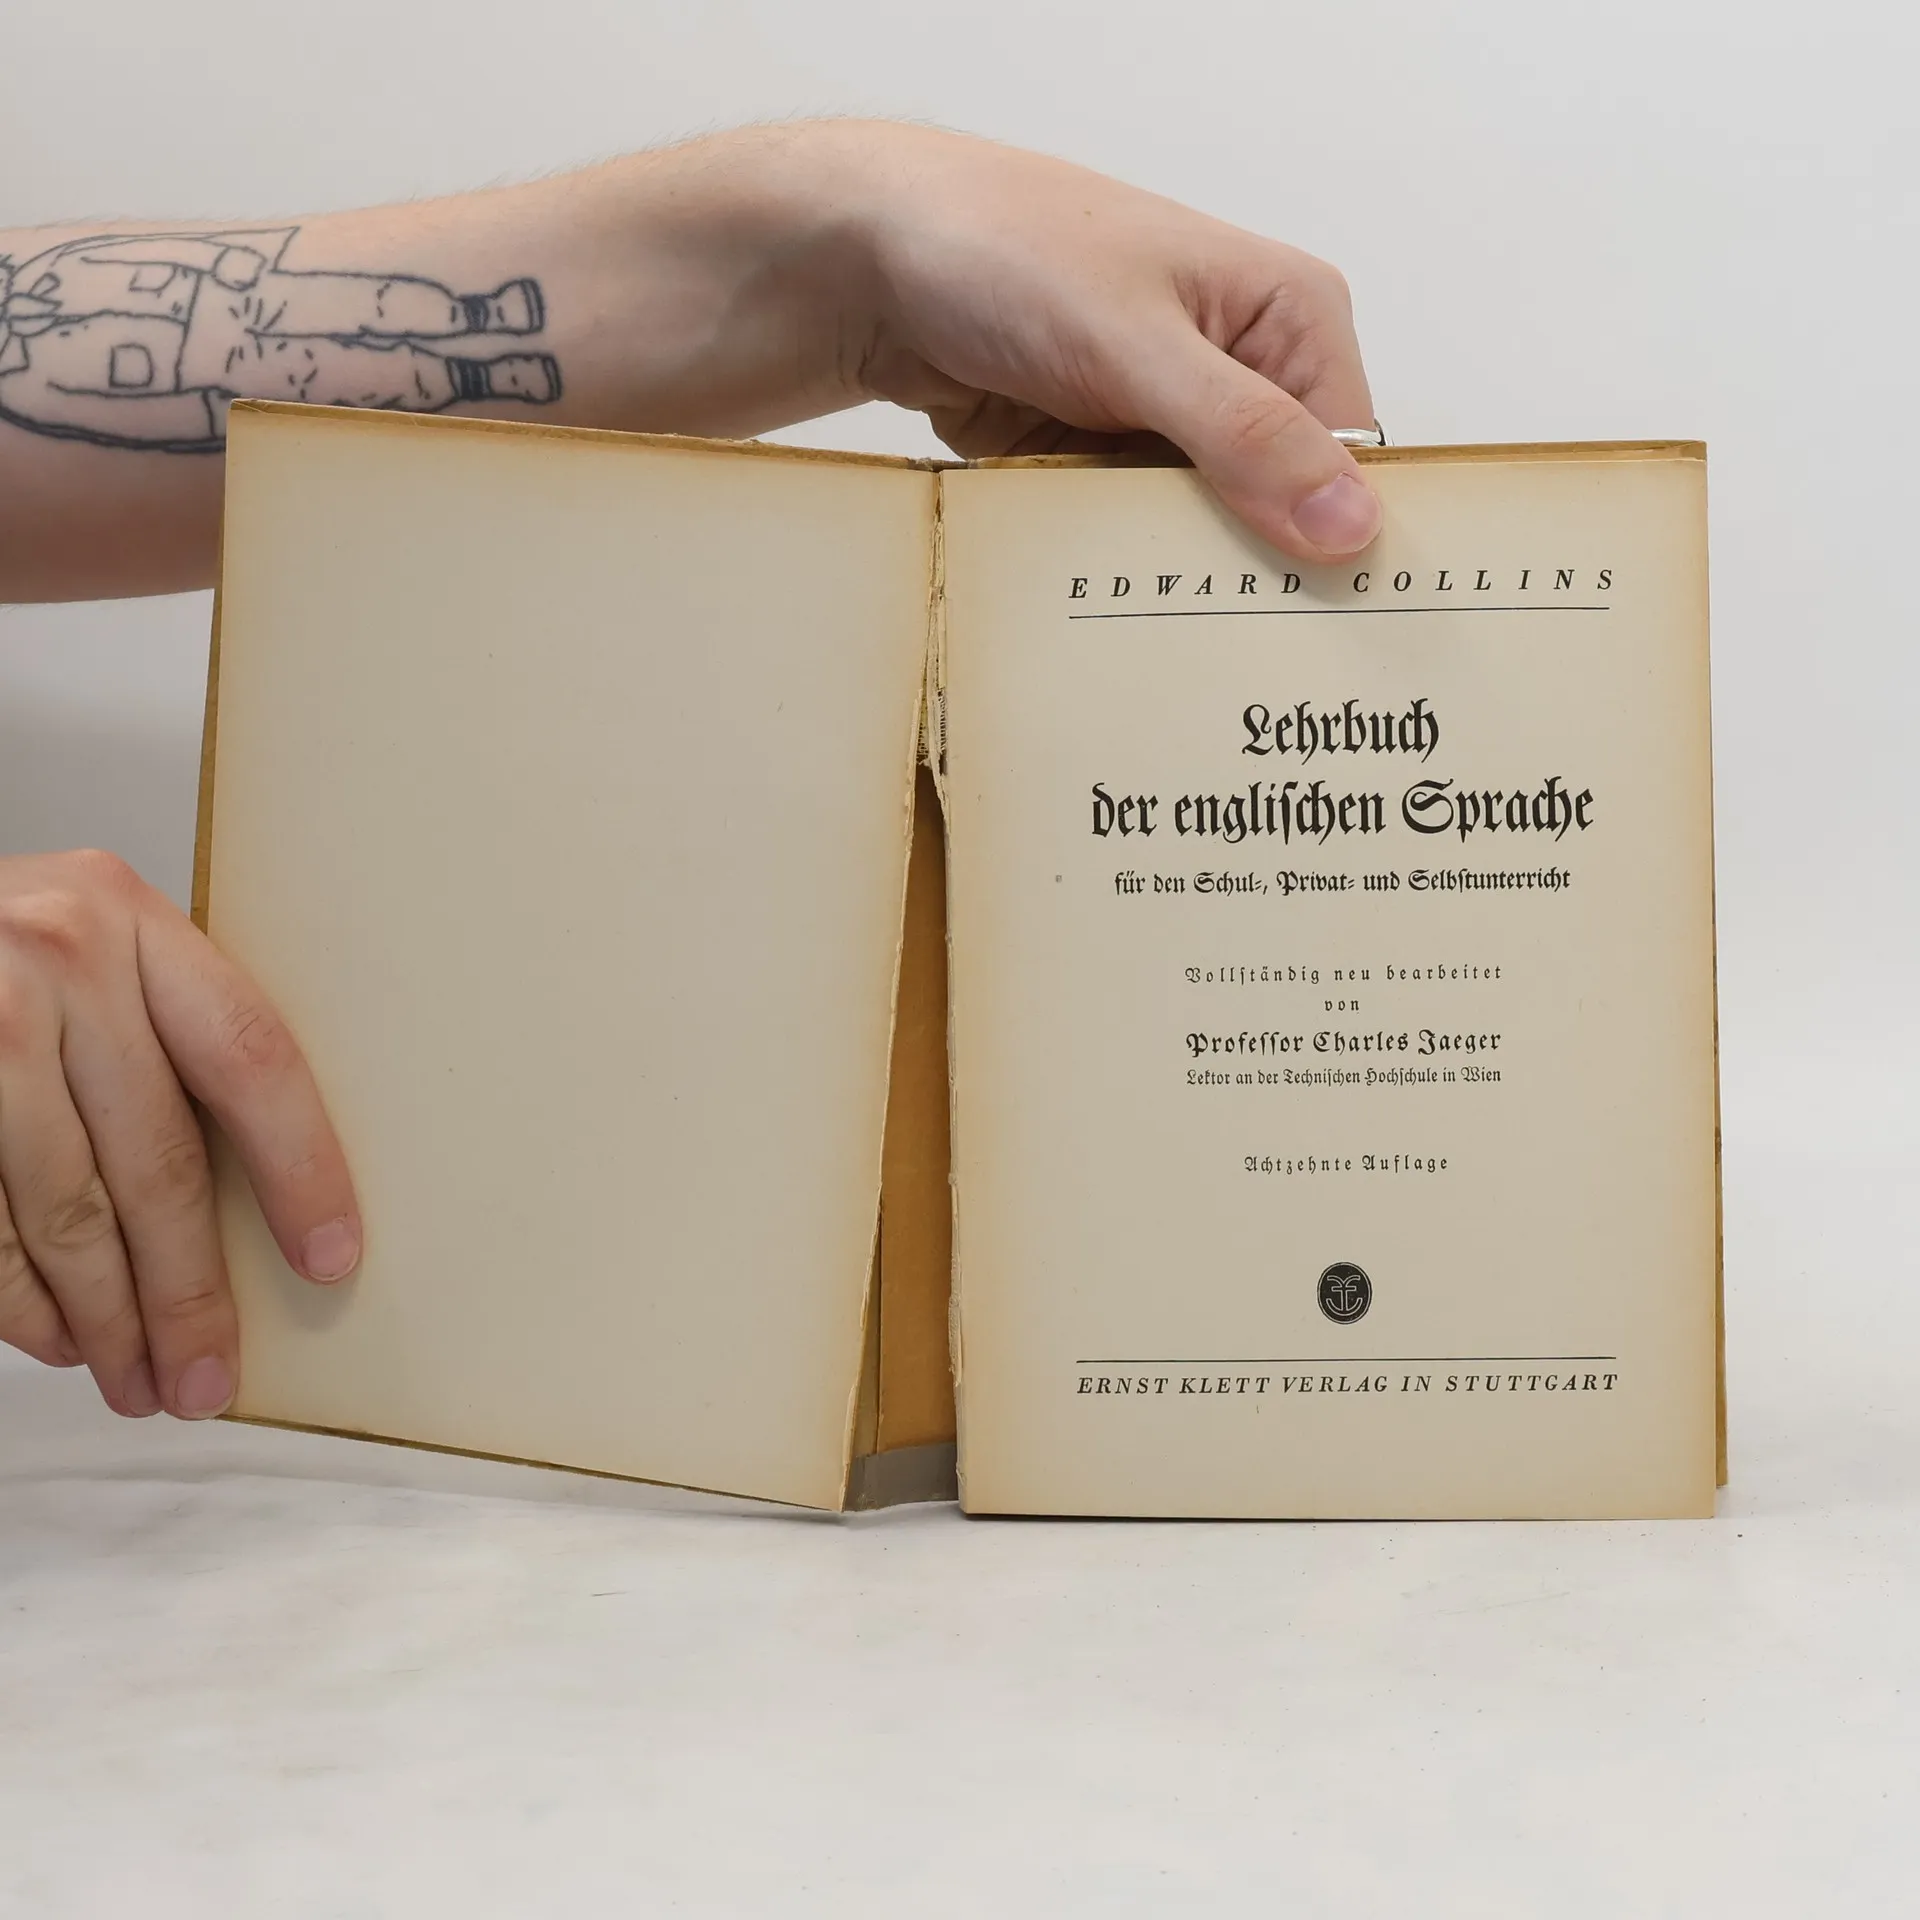 EDWARD COLLINS
Lehrbuch
der engliſchen Sprache
für den Schul-, Privat- und Selbſtunterricht
Vollſtändig neu bearbeitet
von
Profeſſor Charles Jaeger
Lektor an der Techniſchen Hochſchule in Wien
Achtzehnte Auflage
ERNST KLETT VERLAG IN STUTTGART